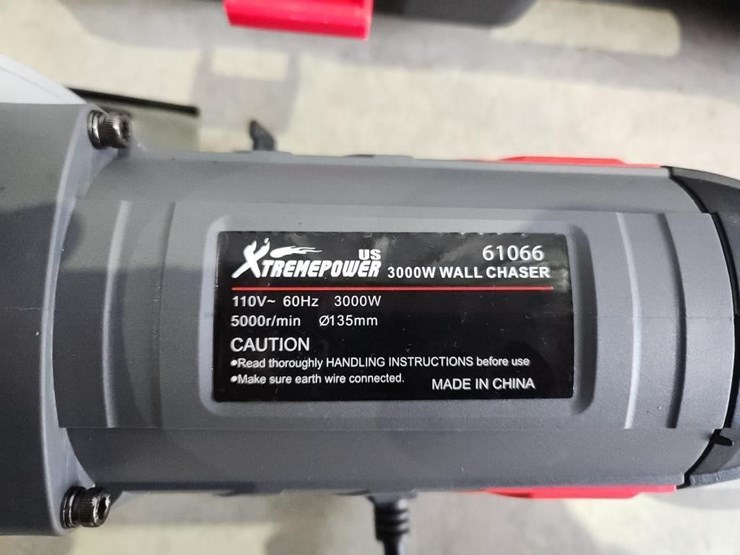 XTREMEPOWER US 61066
3000W WALL CHASER
110V~ 60Hz 3000W
5000r/min Ø135mm
CAUTION
•Read thoroughly HANDLING INSTRUCTIONS before use
•Make sure earth wire connected.
MADE IN CHINA